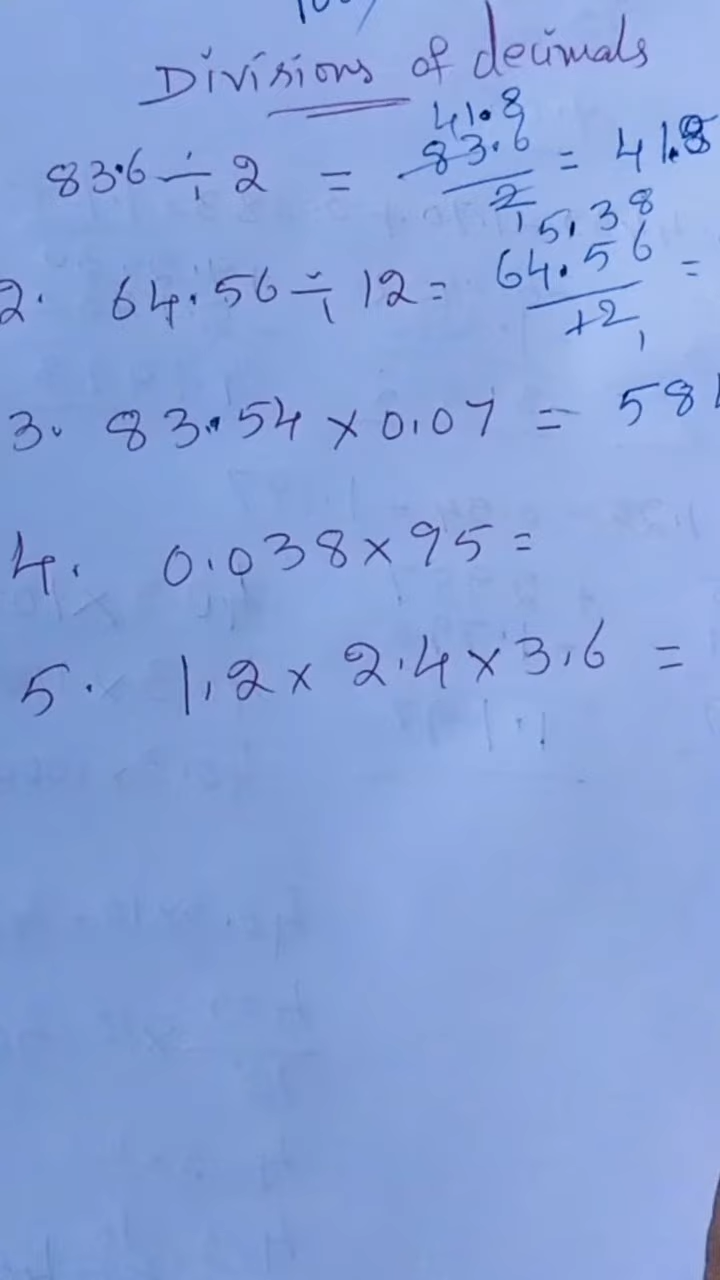 Divisions of decimals
83.6 ÷ 2 = 83.6/2 = 41.8
41.8
1
2. 64.56 ÷ 12 = 64.56/12 =
5.38
1
3. 83.54 × 0.07 = 58
4. 0.038 × 95 =
5. 1.2 × 2.4 × 3.6 =